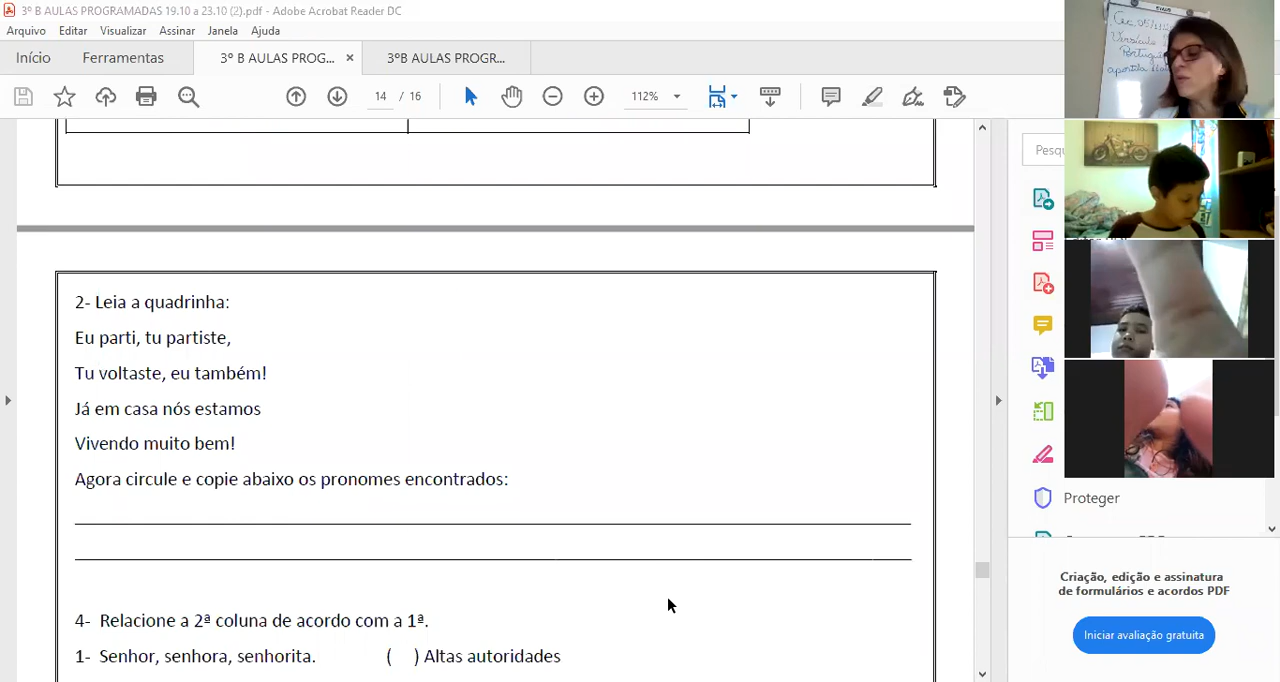 3º B AULAS PROGRAMADAS 19.10 a 23.10 (2).pdf - Adobe Acrobat Reader DC
Arquivo Editar Visualizar Assinar Janela Ajuda
Início Ferramentas 3º B AULAS PROG... × 3ºB AULAS PROGR...
14 / 16 112%
Pesqu
2- Leia a quadrinha:
Eu parti, tu partiste,
Tu voltaste, eu também!
Já em casa nós estamos
Vivendo muito bem!
Agora circule e copie abaixo os pronomes encontrados:
4- Relacione a 2ª coluna de acordo com a 1ª.
1- Senhor, senhora, senhorita. ( ) Altas autoridades
Proteger
Criação, edição e assinatura
de formulários e acordos PDF
Iniciar avaliação gratuita
Versículo
Portugu
apostila